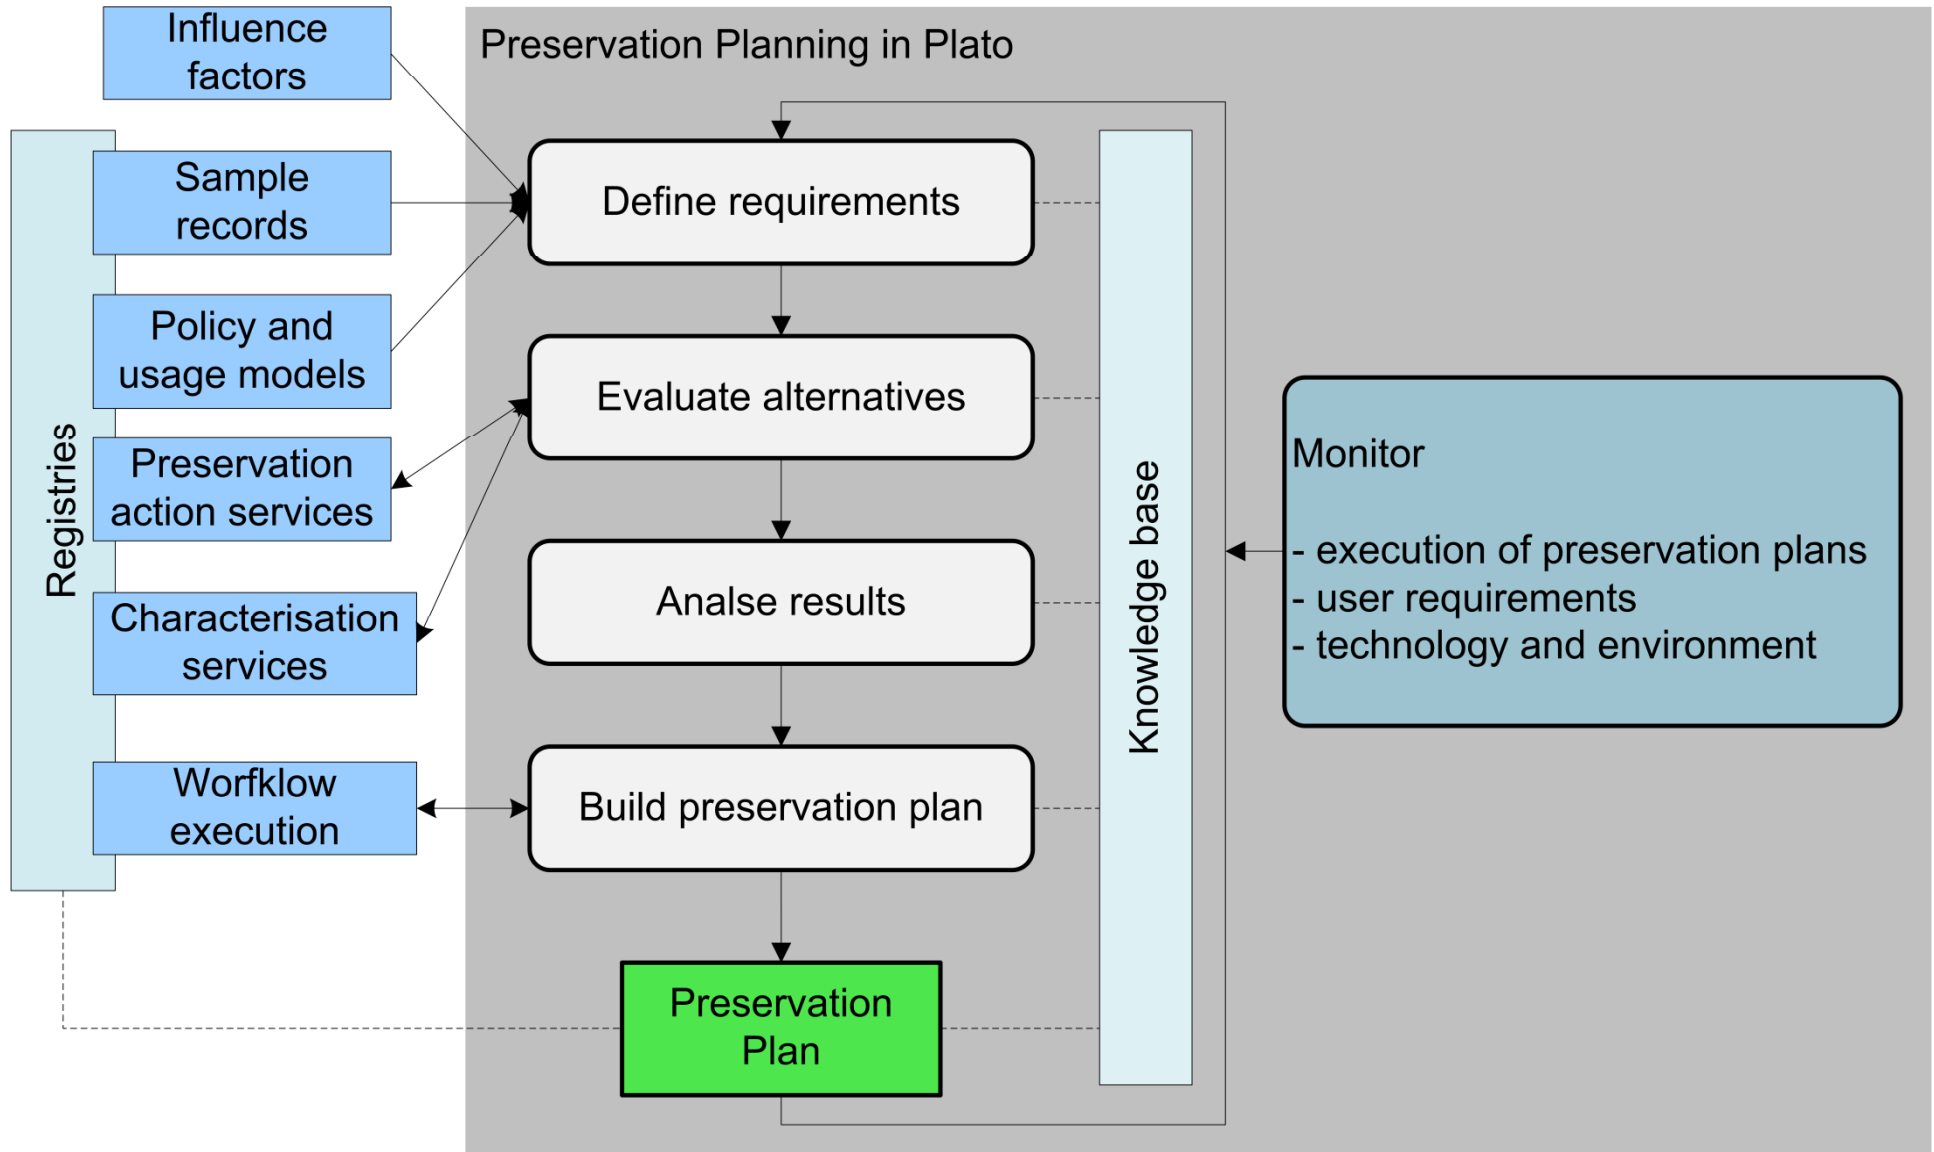 Influence
factors
Preservation Planning in Plato
Registries
Sample
records
Policy and
usage models
Preservation
action services
Characterisation
services
Worfklow
execution
Define requirements
Evaluate alternatives
Analse results
Build preservation plan
Preservation
Plan
Knowledge base
Monitor
- execution of preservation plans
- user requirements
- technology and environment